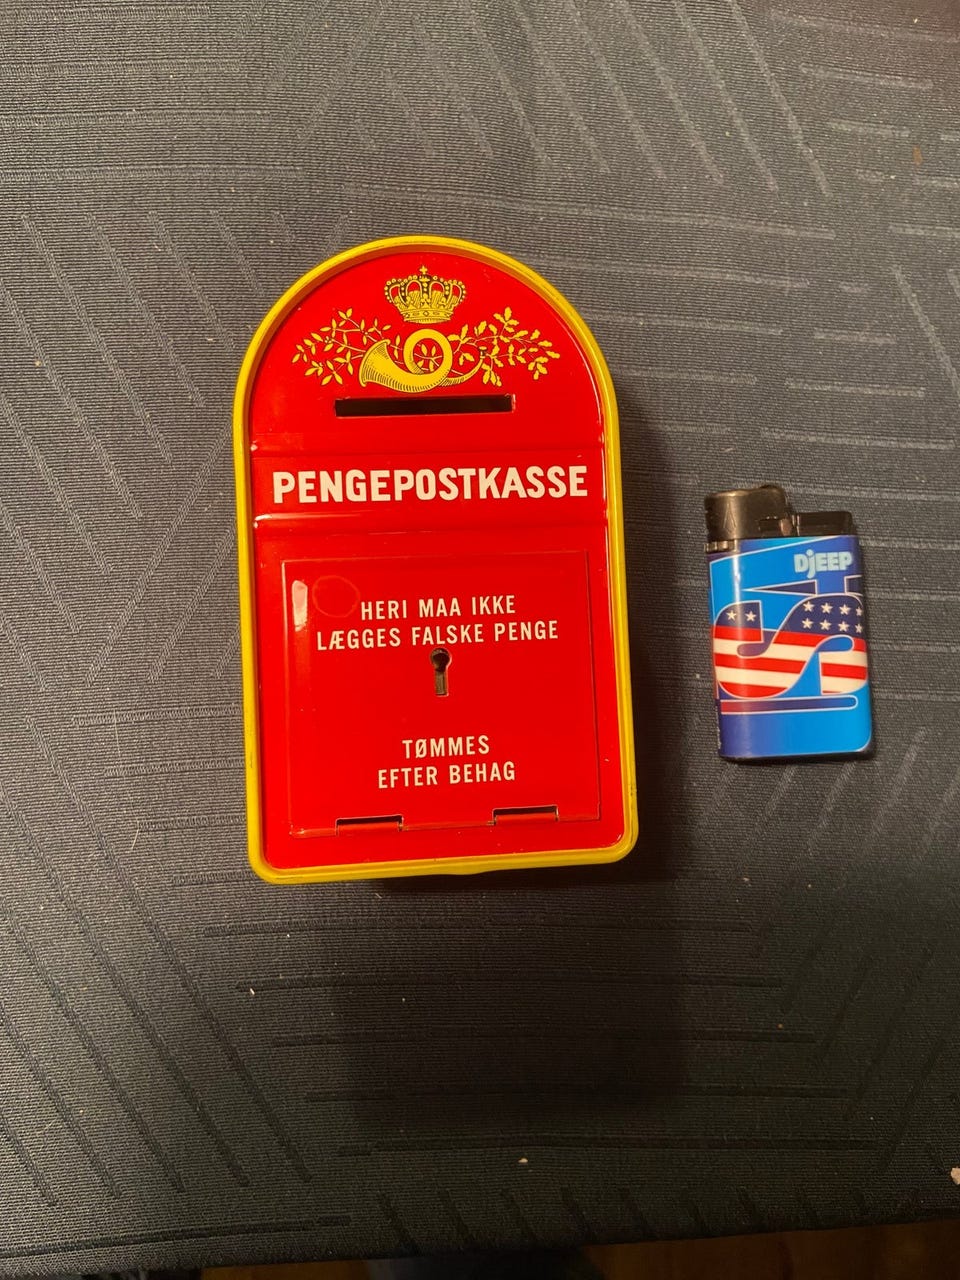 PENGEPOSTKASSE
HERI MAA IKKE
LÆGGES FALSKE PENGE
TØMMES
EFTER BEHAG
DjEEP